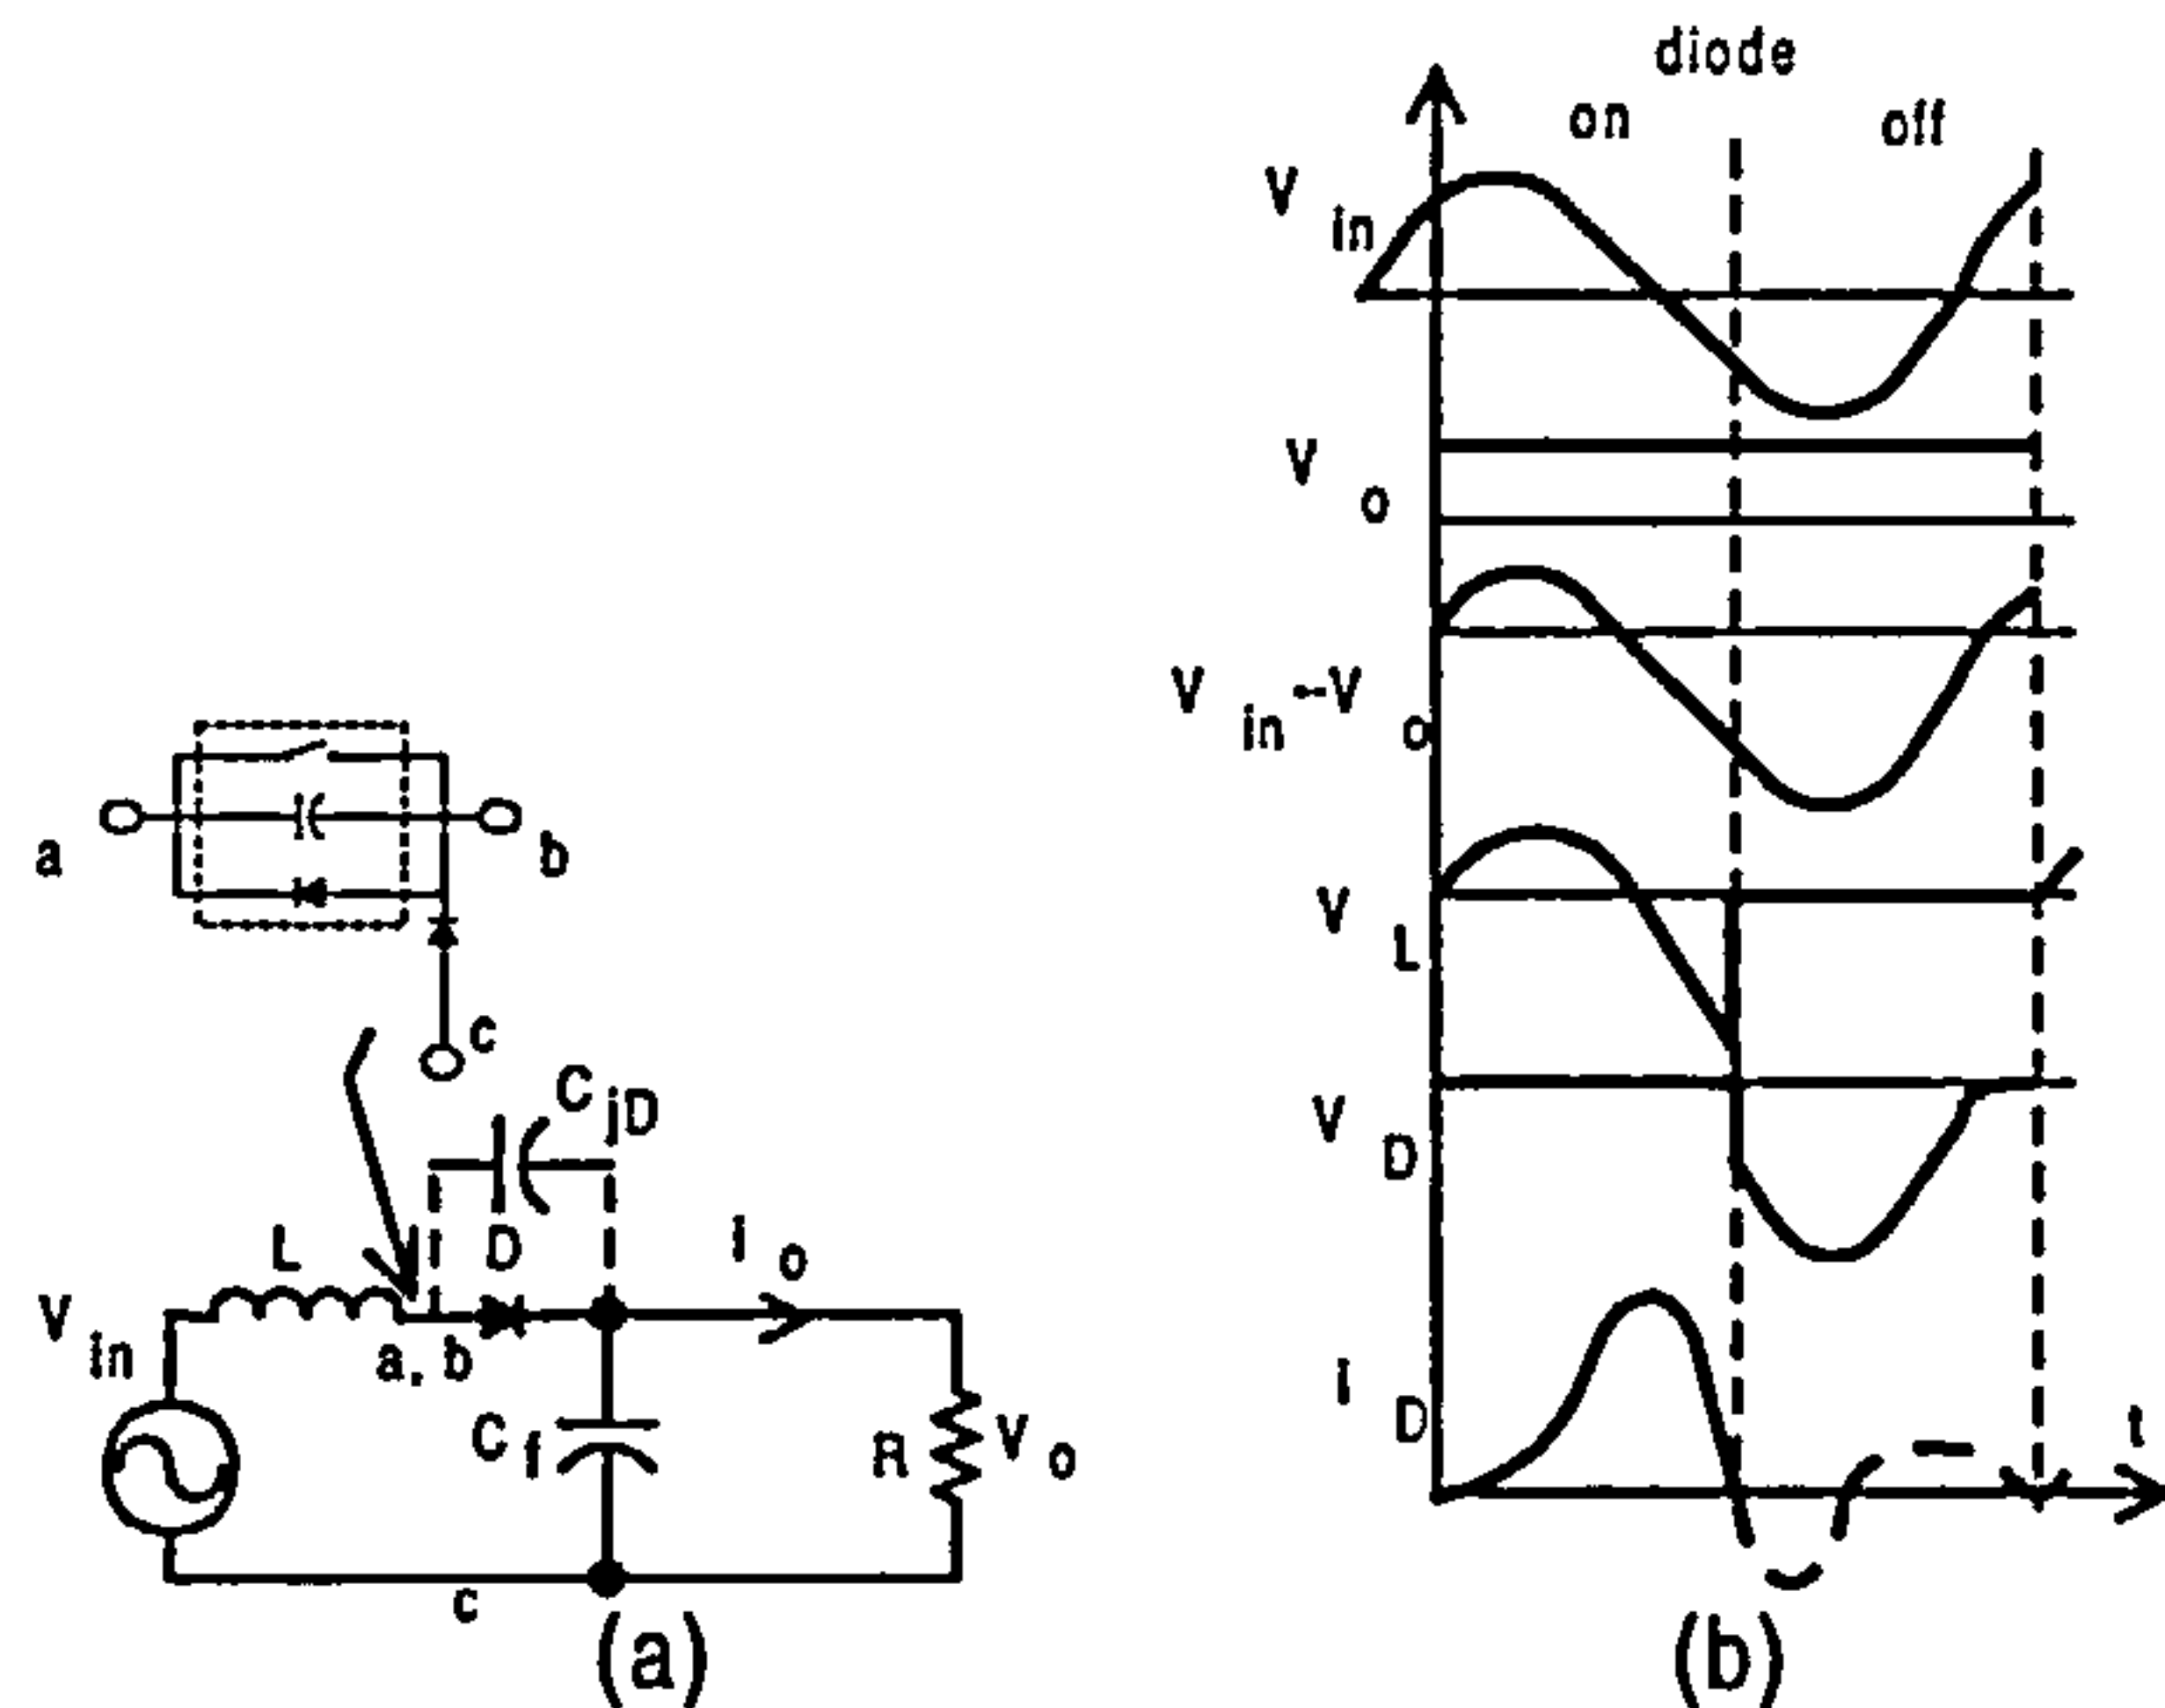 a
b
c
C jD
L
D
i o
V in
a, b
C f
R
V o
c
(a)
diode
on
off
V in
V o
V in -V o
V L
V D
i D
t
(b)